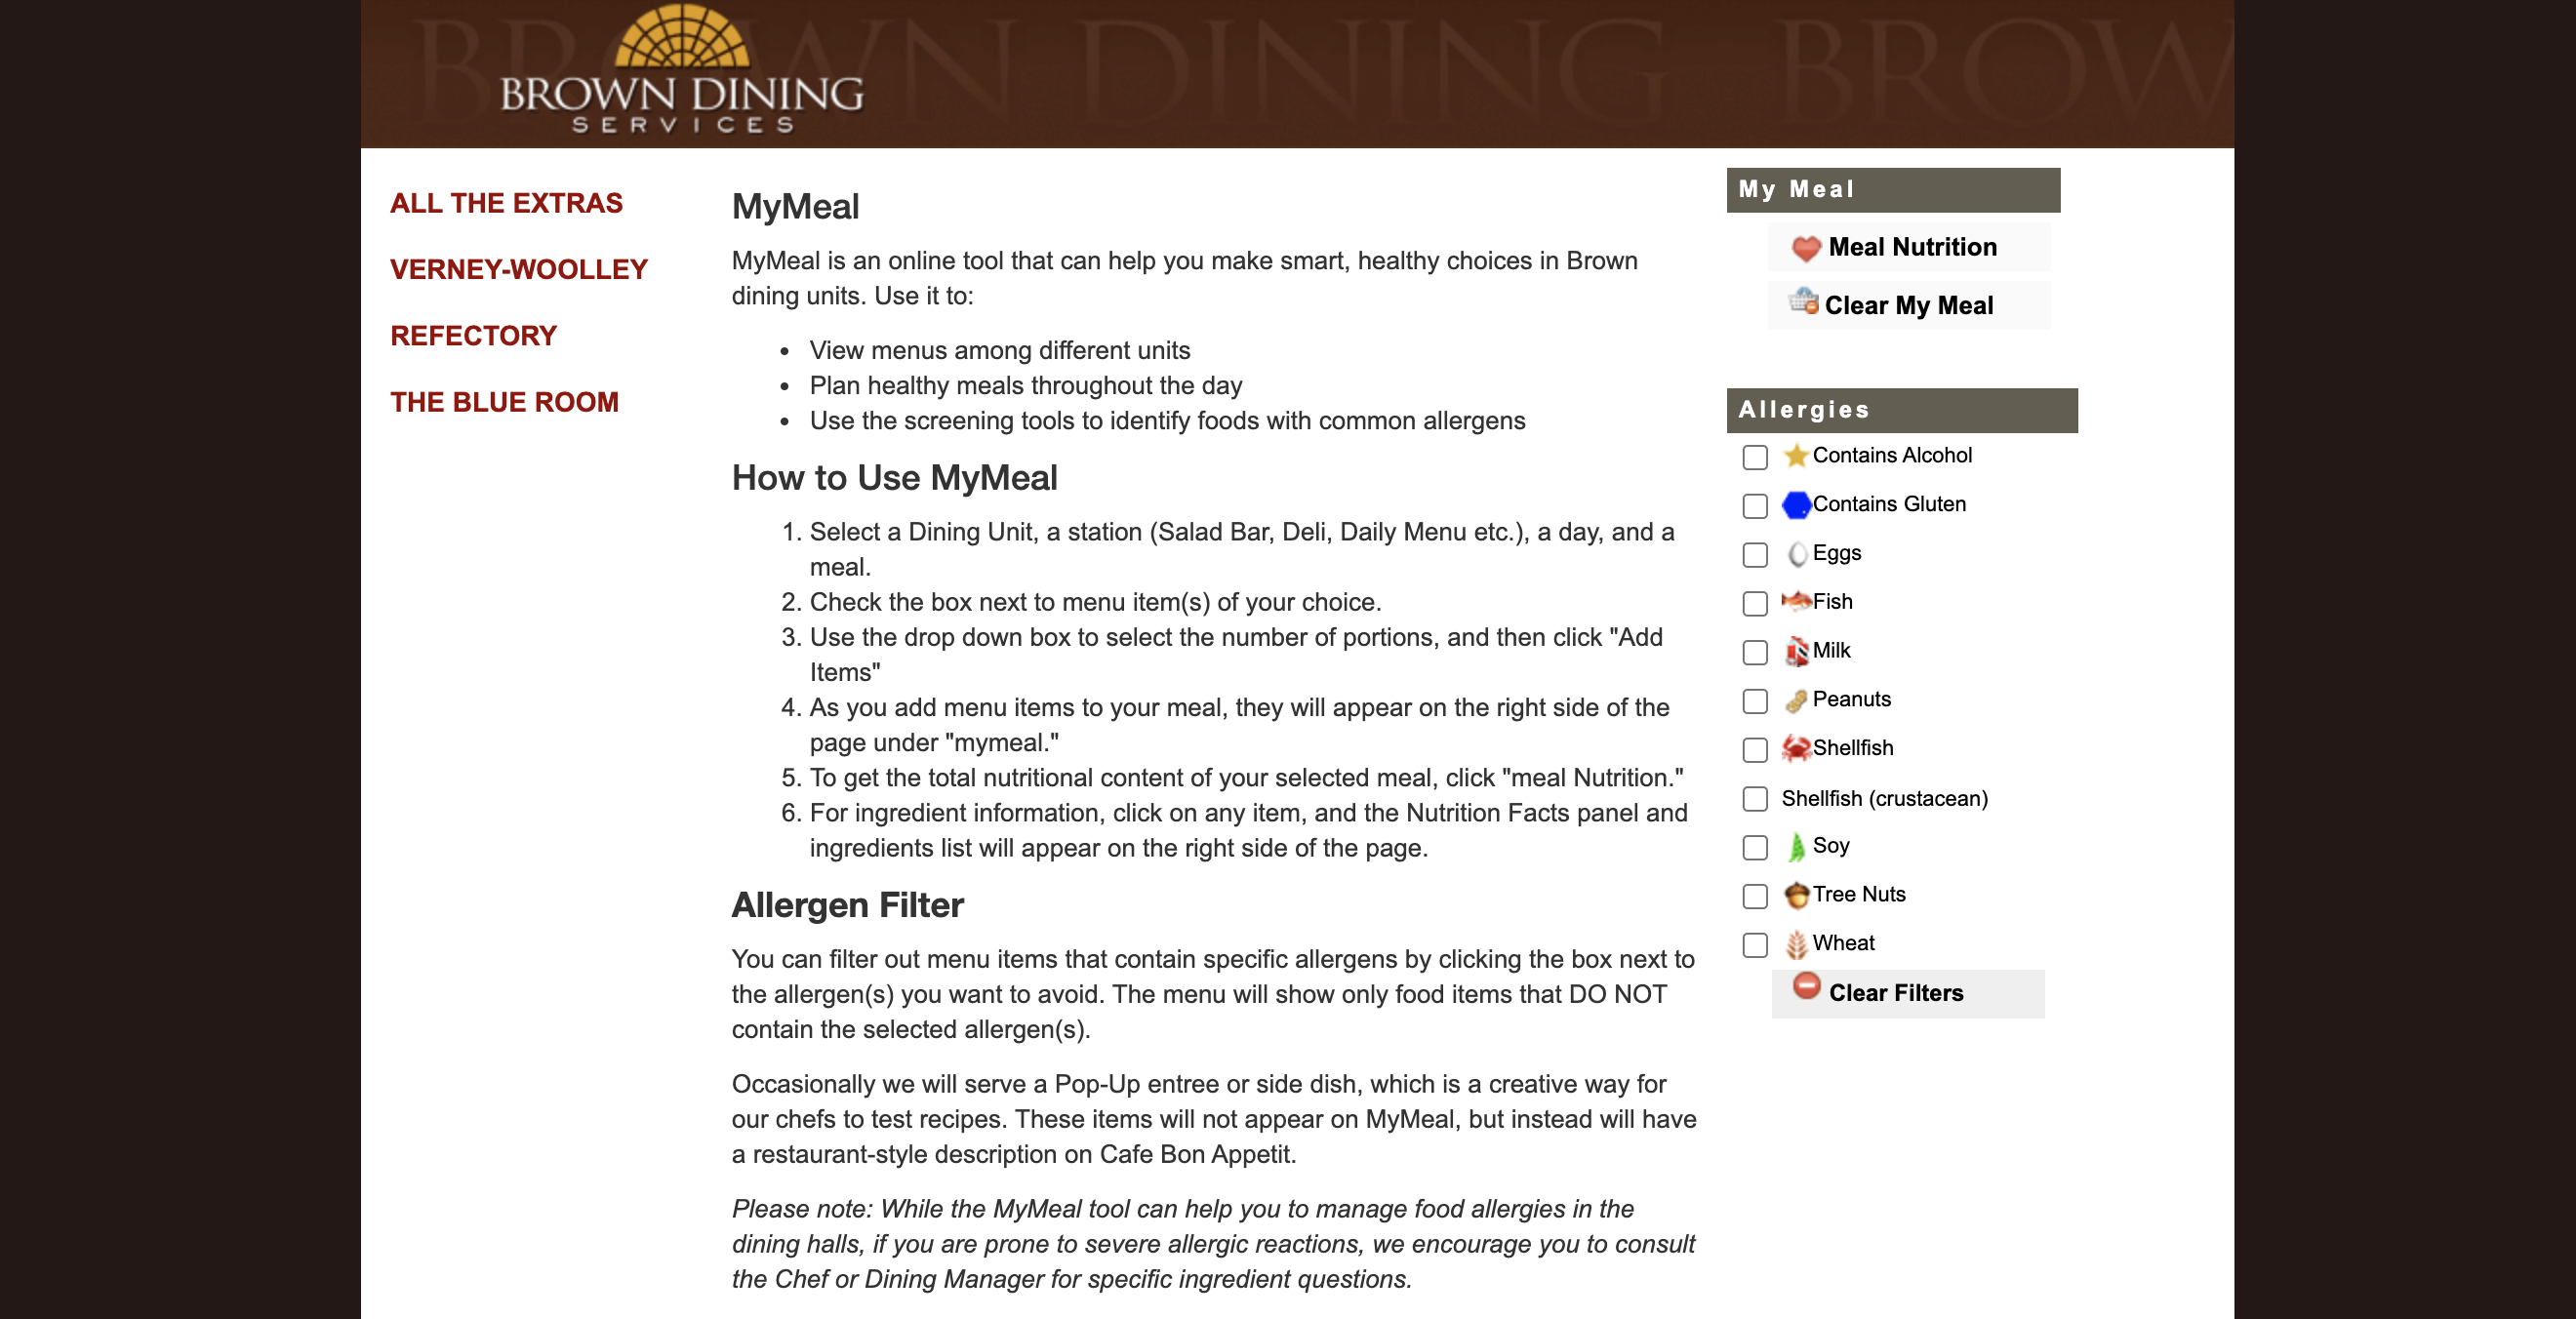 BROWN DINING BROW
BROWN DINING
SERVICES
ALL THE EXTRAS
VERNEY-WOOLLEY
REFECTORY
THE BLUE ROOM
MyMeal
MyMeal is an online tool that can help you make smart, healthy choices in Brown
dining units. Use it to:
• View menus among different units
• Plan healthy meals throughout the day
• Use the screening tools to identify foods with common allergens
How to Use MyMeal
1. Select a Dining Unit, a station (Salad Bar, Deli, Daily Menu etc.), a day, and a
meal.
2. Check the box next to menu item(s) of your choice.
3. Use the drop down box to select the number of portions, and then click "Add
Items"
4. As you add menu items to your meal, they will appear on the right side of the
page under "mymeal."
5. To get the total nutritional content of your selected meal, click "meal Nutrition."
6. For ingredient information, click on any item, and the Nutrition Facts panel and
ingredients list will appear on the right side of the page.
Allergen Filter
You can filter out menu items that contain specific allergens by clicking the box next to
the allergen(s) you want to avoid. The menu will show only food items that DO NOT
contain the selected allergen(s).
Occasionally we will serve a Pop-Up entree or side dish, which is a creative way for
our chefs to test recipes. These items will not appear on MyMeal, but instead will have
a restaurant-style description on Cafe Bon Appetit.
Please note: While the MyMeal tool can help you to manage food allergies in the
dining halls, if you are prone to severe allergic reactions, we encourage you to consult
the Chef or Dining Manager for specific ingredient questions.
My Meal
Meal Nutrition
Clear My Meal
Allergies
Contains Alcohol
Contains Gluten
Eggs
Fish
Milk
Peanuts
Shellfish
Shellfish (crustacean)
Soy
Tree Nuts
Wheat
Clear Filters